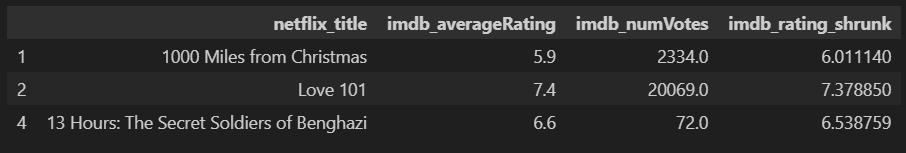 netflix_title imdb_averageRating imdb_numVotes imdb_rating_shrunk
1 1000 Miles from Christmas 5.9 2334.0 6.011140
2 Love 101 7.4 20069.0 7.378850
4 13 Hours: The Secret Soldiers of Benghazi 6.6 72.0 6.538759